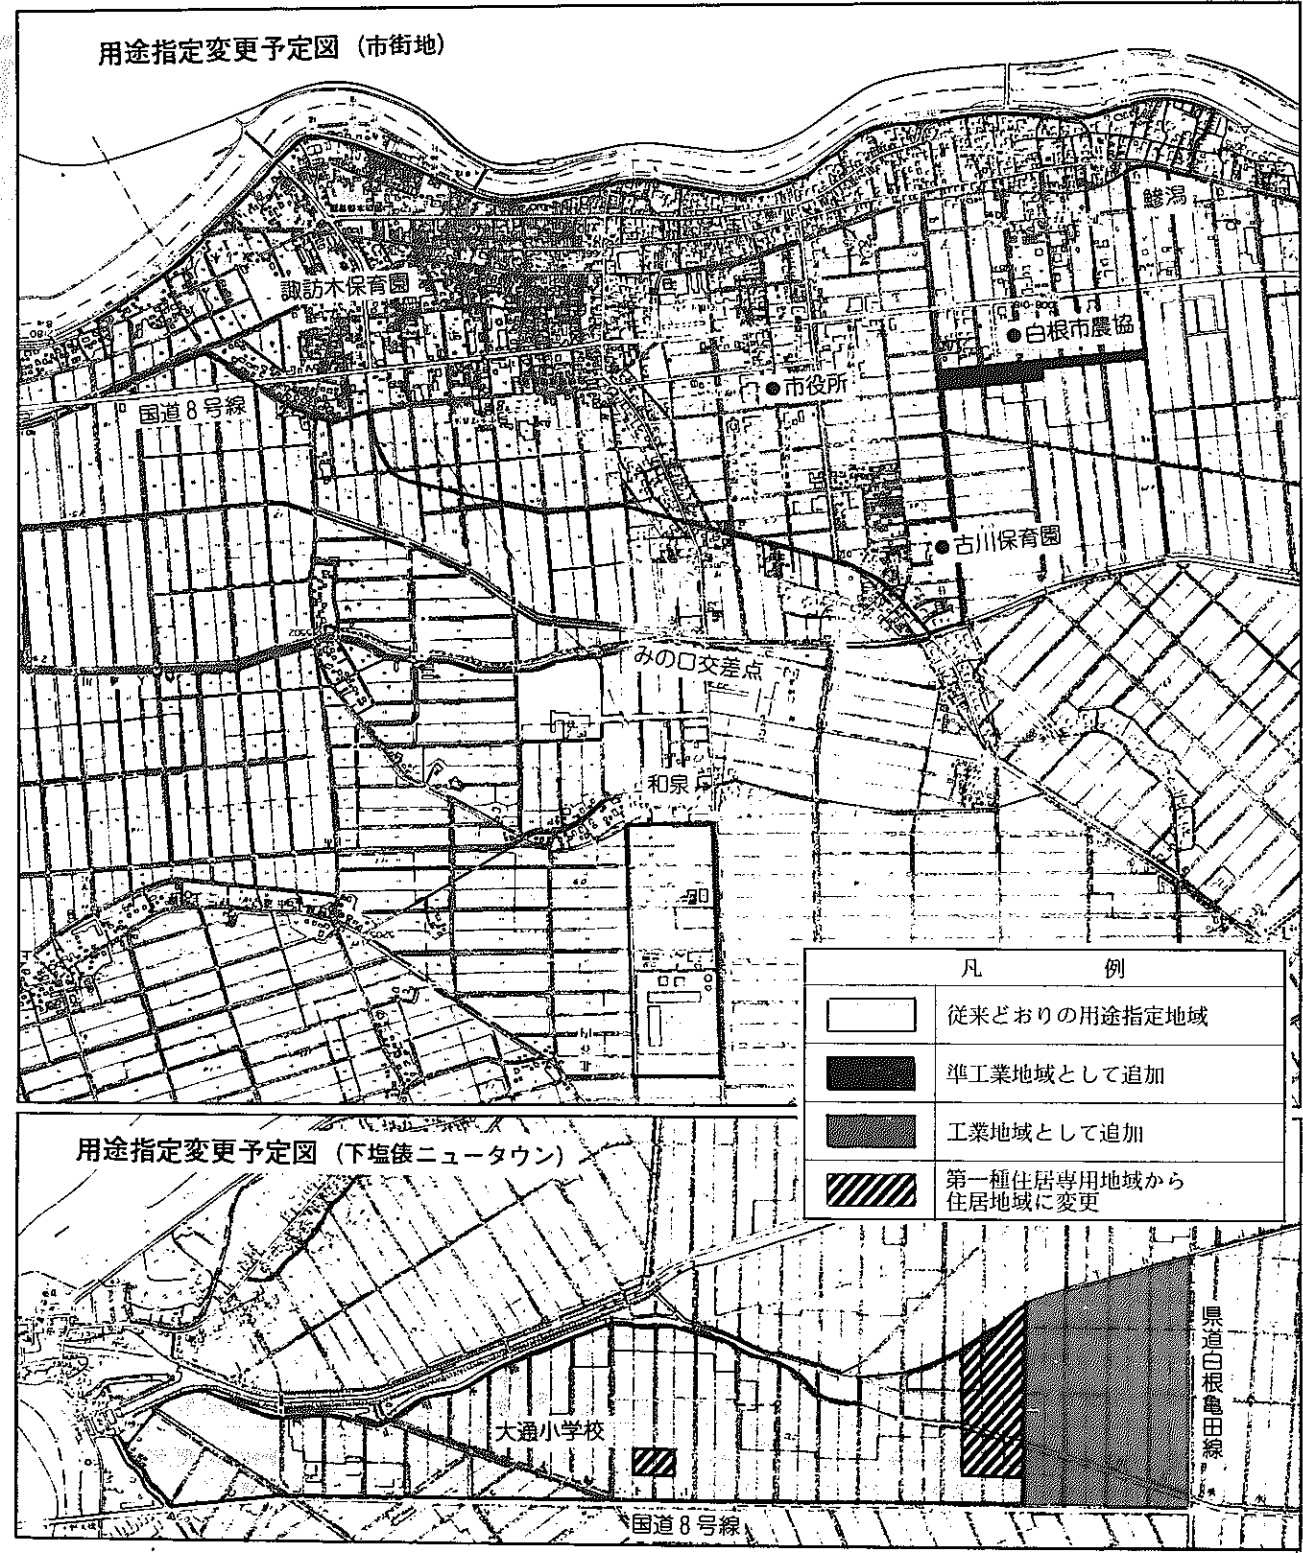 用途指定変更予定図（市街地）
鯵潟
諏訪木保育園
白根市農協
国道8号線
市役所
古川保育園
みの口交差点
和泉
凡　例
従来どおりの用途指定地域
準工業地域として追加
工業地域として追加
第一種住居専用地域から
住居地域に変更
用途指定変更予定図（下塩俵ニュータウン）
県道白根亀田線
大通小学校
国道8号線